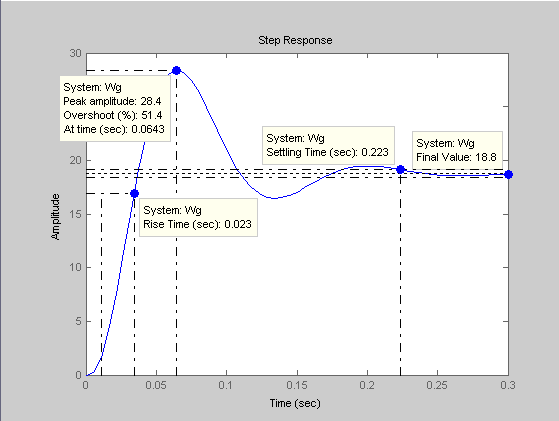 Step Response
30
25
20
15
10
5
0
Amplitude
System: Wg
Peak amplitude: 28.4
Overshoot (%): 51.4
At time (sec): 0.0643
System: Wg
Settling Time (sec): 0.223
System: Wg
Final Value: 18.8
System: Wg
Rise Time (sec): 0.023
0
0.05
0.1
0.15
0.2
0.25
0.3
Time (sec)